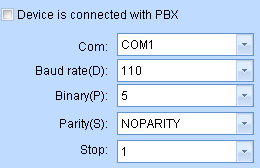 Device is connected with PBX
Com: COM1
Baud rate(D): 110
Binary(P): 5
Parity(S): NOPARITY
Stop: 1